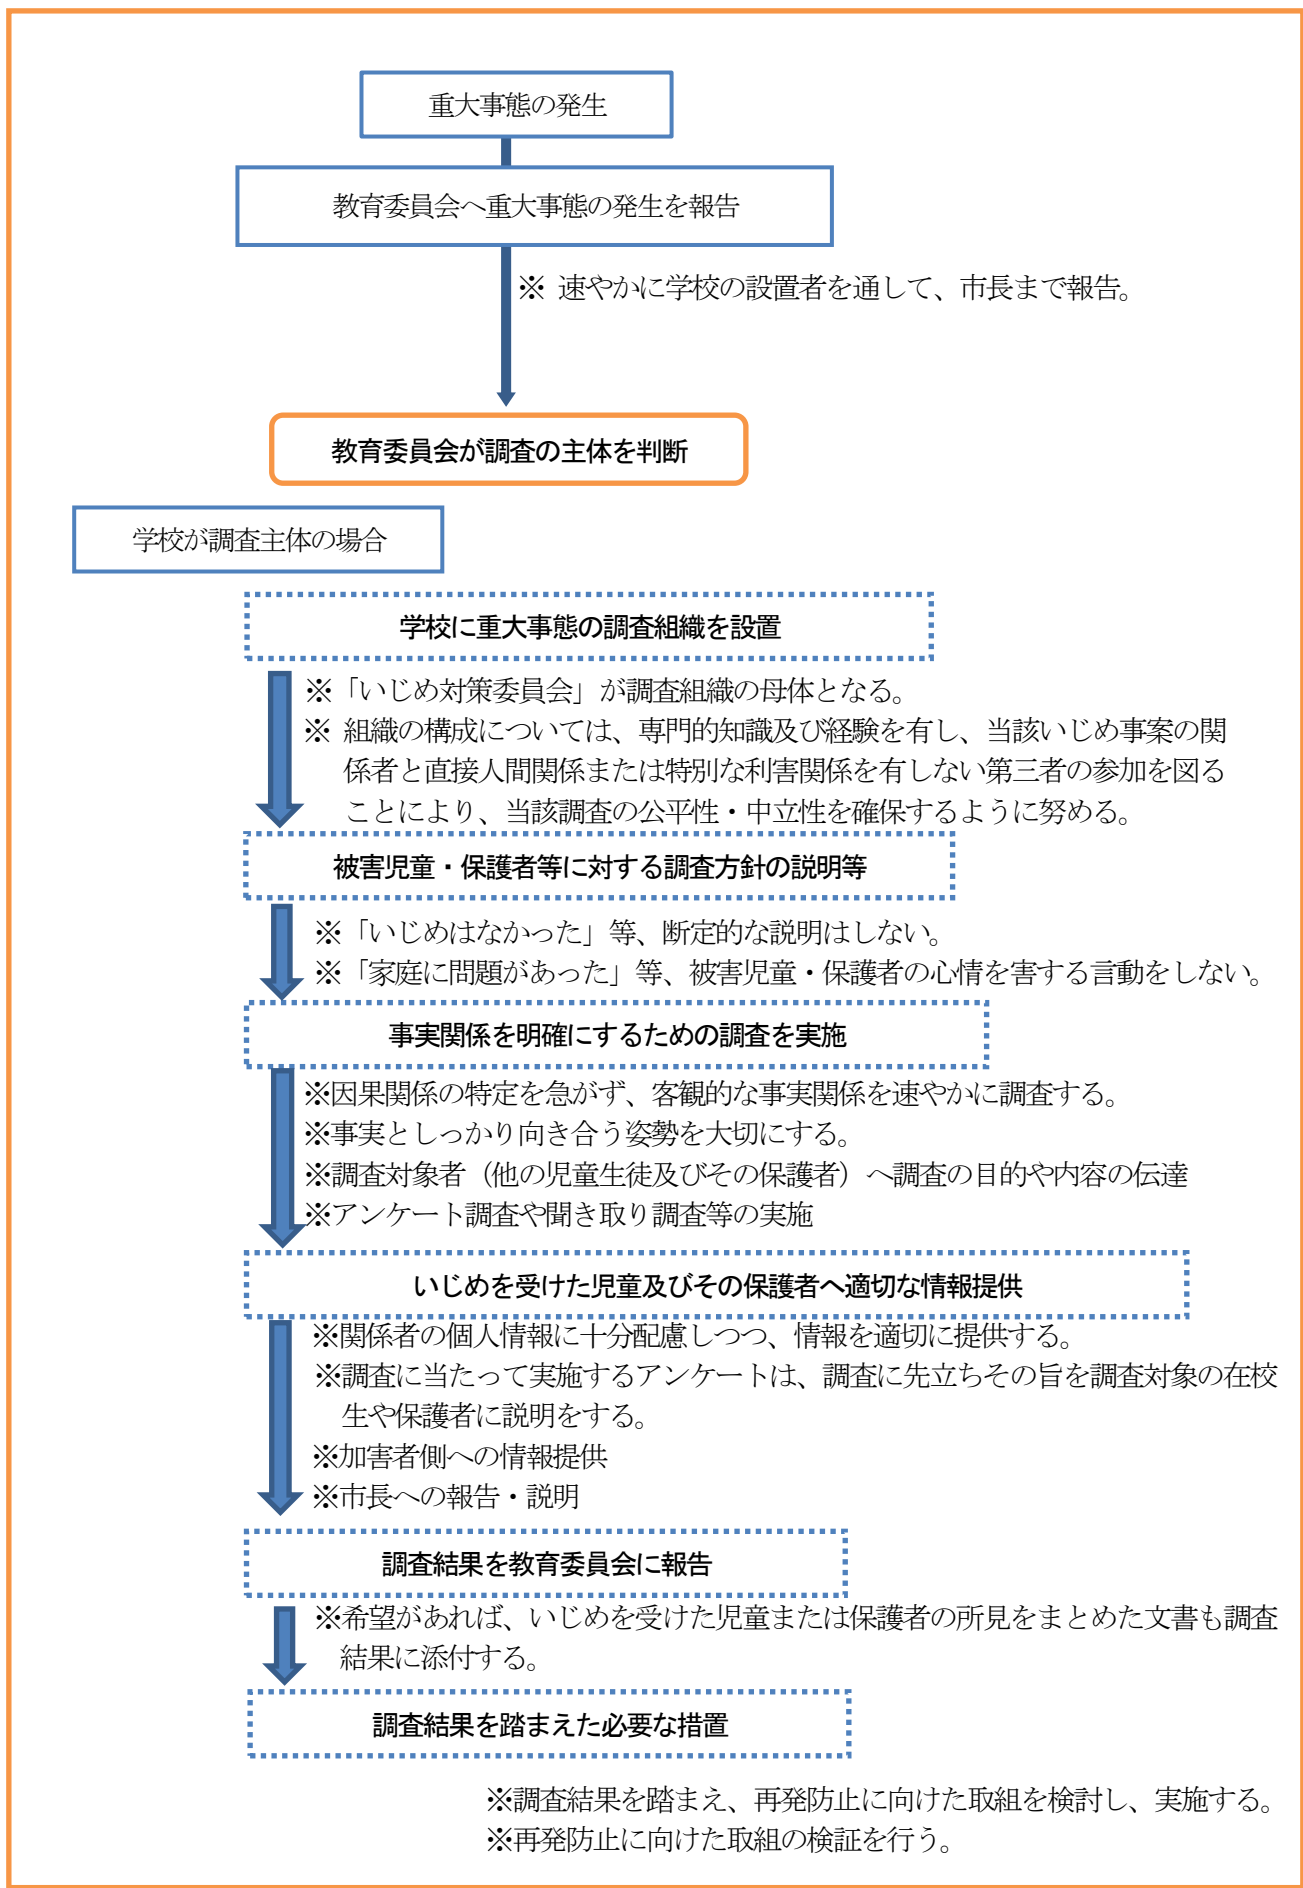 重大事態の発生
教育委員会へ重大事態の発生を報告
※ 速やかに学校の設置者を通して、市長まで報告。
教育委員会が調査の主体を判断
学校が調査主体の場合
学校に重大事態の調査組織を設置
※「いじめ対策委員会」が調査組織の母体となる。
※ 組織の構成については、専門的知識及び経験を有し、当該いじめ事案の関
係者と直接人間関係または特別な利害関係を有しない第三者の参加を図る
ことにより、当該調査の公平性・中立性を確保するように努める。
被害児童・保護者等に対する調査方針の説明等
※「いじめはなかった」等、断定的な説明はしない。
※「家庭に問題があった」等、被害児童・保護者の心情を害する言動をしない。
事実関係を明確にするための調査を実施
※因果関係の特定を急がず、客観的な事実関係を速やかに調査する。
※事実としっかり向き合う姿勢を大切にする。
※調査対象者（他の児童生徒及びその保護者）へ調査の目的や内容の伝達
※アンケート調査や聞き取り調査等の実施
いじめを受けた児童及びその保護者へ適切な情報提供
※関係者の個人情報に十分配慮しつつ、情報を適切に提供する。
※調査に当たって実施するアンケートは、調査に先立ちその旨を調査対象の在校
生や保護者に説明をする。
※加害者側への情報提供
※市長への報告・説明
調査結果を教育委員会に報告
※希望があれば、いじめを受けた児童または保護者の所見をまとめた文書も調査
結果に添付する。
調査結果を踏まえた必要な措置
※調査結果を踏まえ、再発防止に向けた取組を検討し、実施する。
※再発防止に向けた取組の検証を行う。